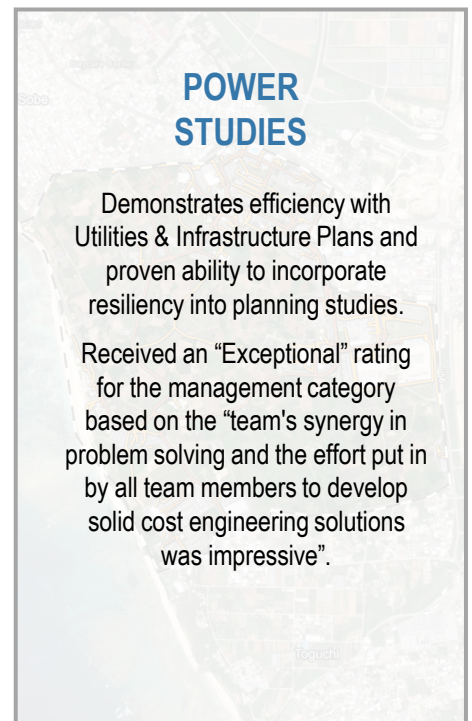 Sobe
POWER
STUDIES
Demonstrates efficiency with
Utilities & Infrastructure Plans and
proven ability to incorporate
resiliency into planning studies.
Received an “Exceptional” rating
for the management category
based on the “team's synergy in
problem solving and the effort put in
by all team members to develop
solid cost engineering solutions
was impressive”.
Toguchi